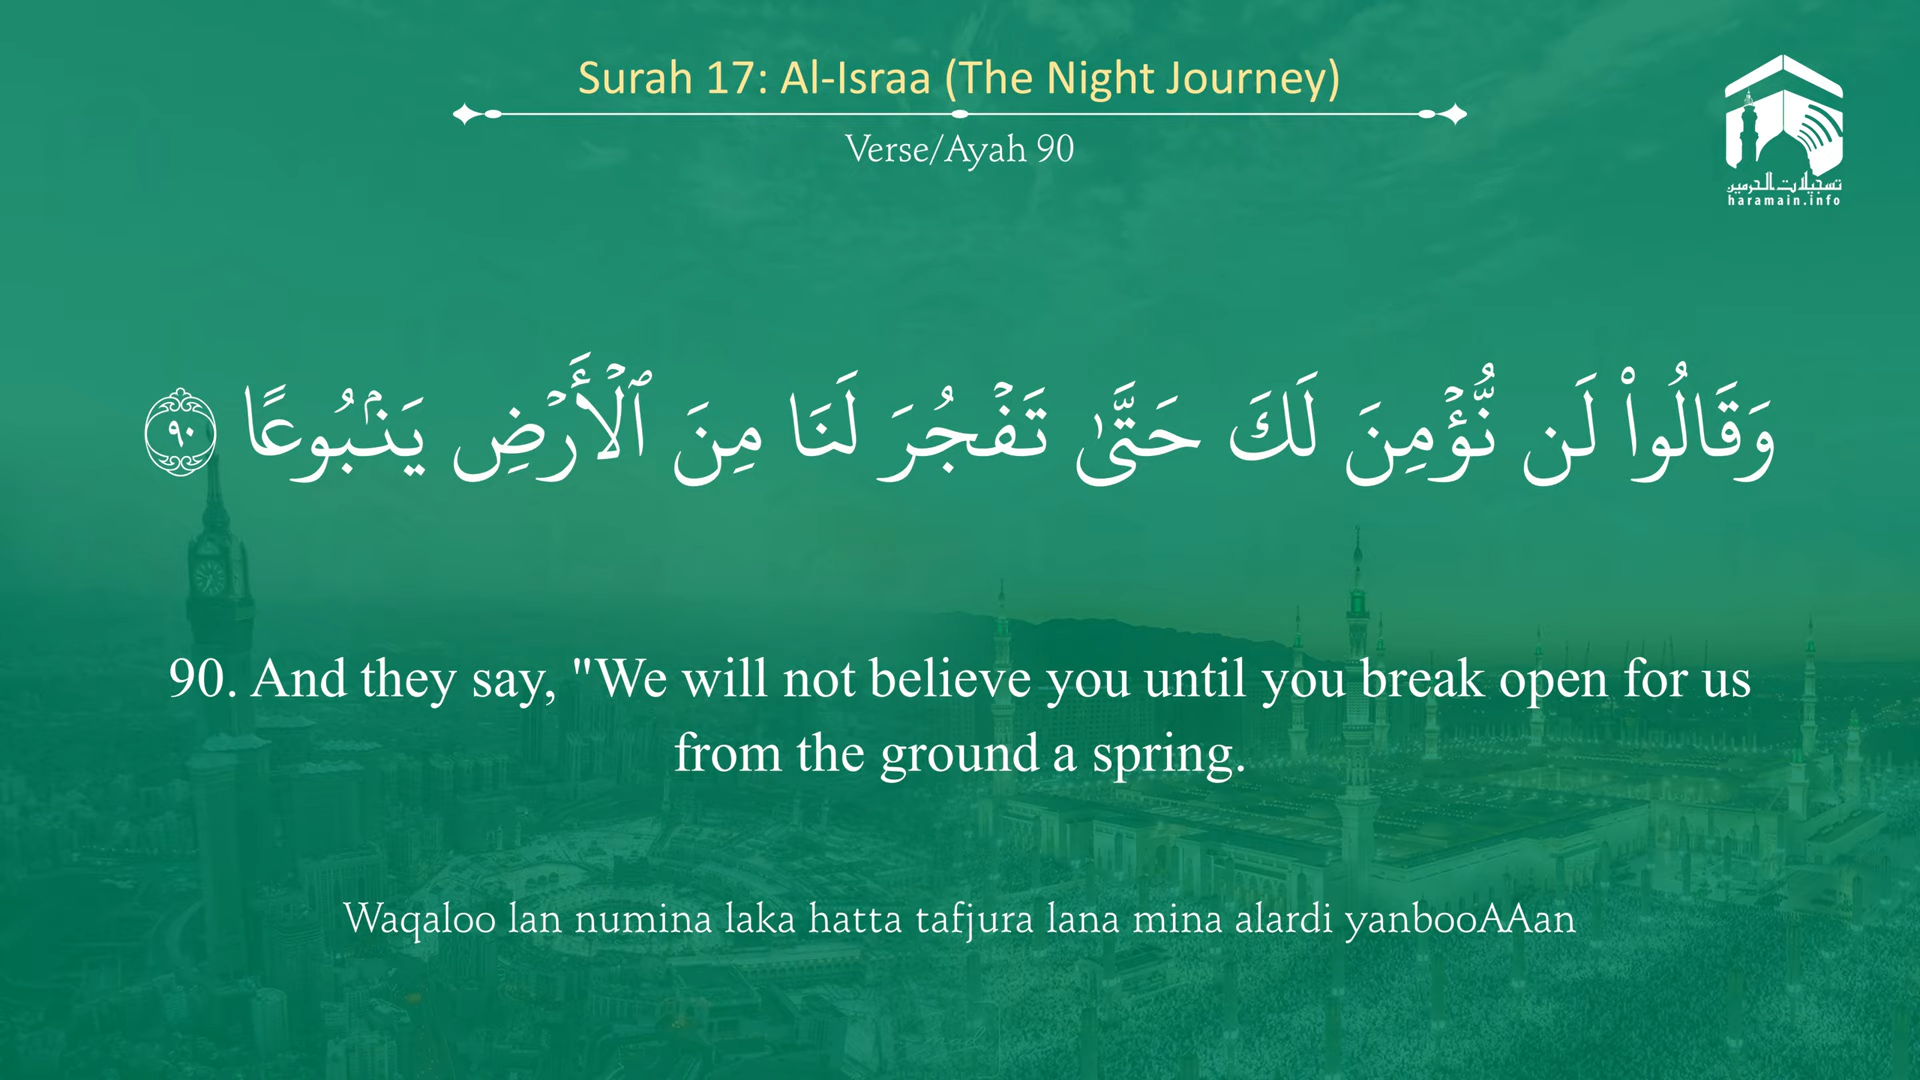 Surah 17: Al-Israa (The Night Journey)
Verse/Ayah 90
تسجيلات الحرمين
haramain.info
وَقَالُوا۟ لَن نُّؤْمِنَ لَكَ حَتَّىٰ تَفْجُرَ لَنَا مِنَ ٱلْأَرْضِ يَنۢبُوعًا ٩٠
90. And they say, "We will not believe you until you break open for us
from the ground a spring.
Waqaloo lan numina laka hatta tafjura lana mina alardi yanbooAAan